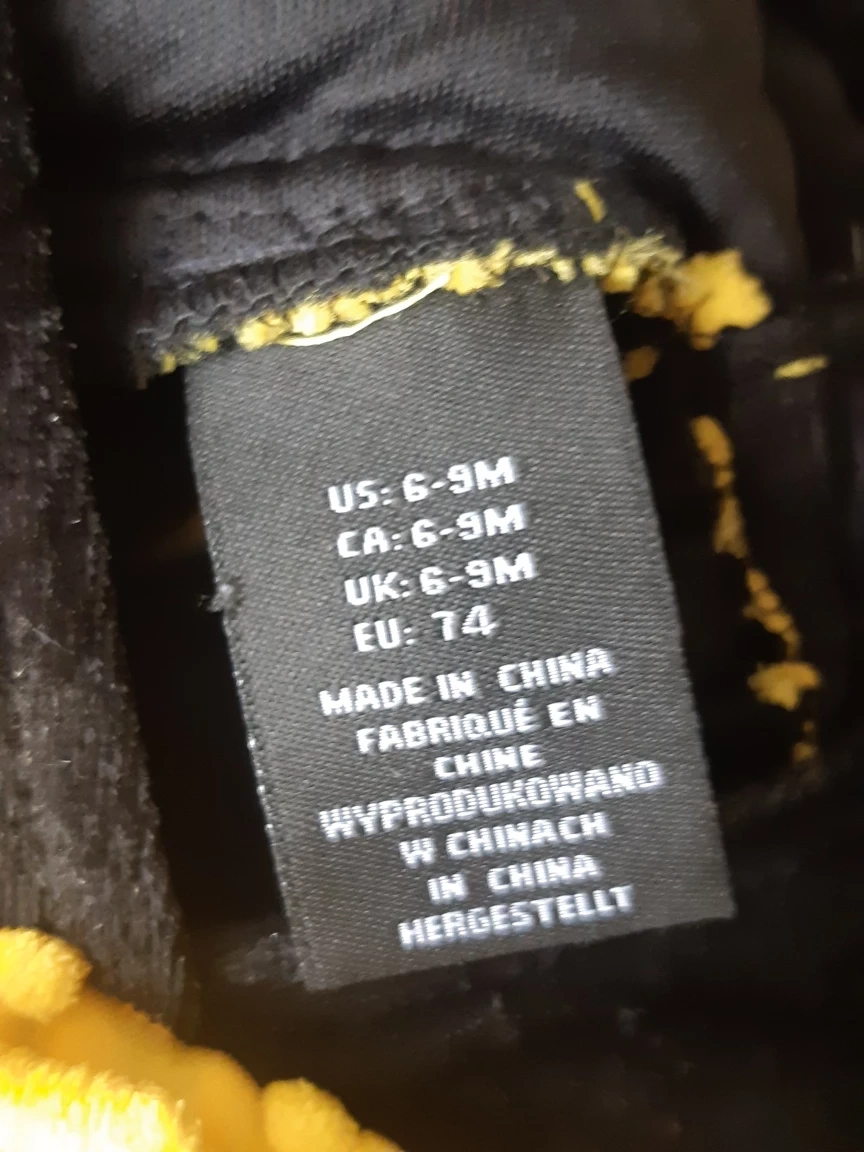 US: 6-9M
CA: 6-9M
UK: 6-9M
EU: 74
MADE IN CHINA
FABRIQUÉ EN
CHINE
WYPRODUKOWANO
W CHINACH
IN CHINA
HERGESTELLT